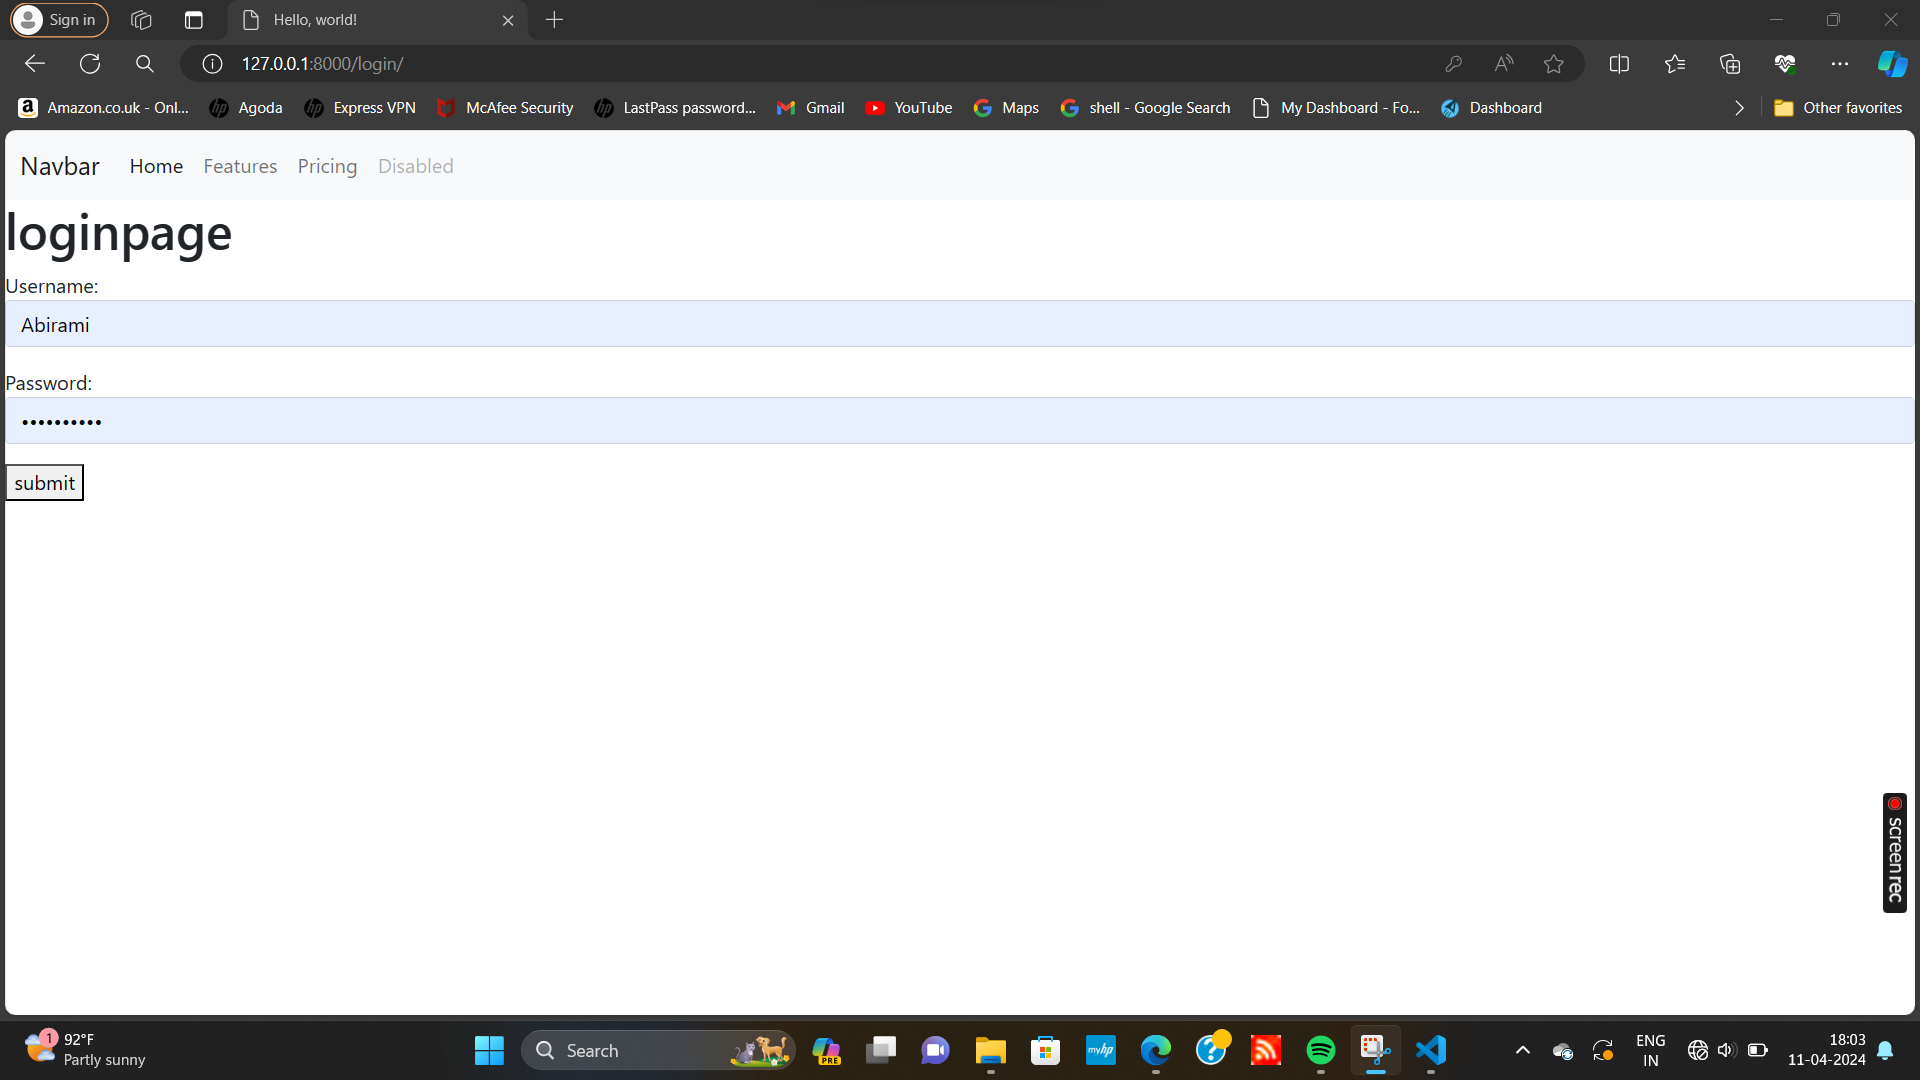 Sign in
Hello, world!
127.0.0.1:8000/login/
Amazon.co.uk - Onl... Agoda Express VPN McAfee Security LastPass password... Gmail YouTube Maps shell - Google Search My Dashboard - Fo... Dashboard Other favorites
Navbar Home Features Pricing Disabled
loginpage
Username:
Abirami
Password:
••••••••••
submit
screenrec
1 92°F
Partly sunny
Search
PRE
myhp
ENG
IN
18:03
11-04-2024